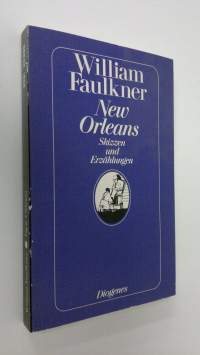 William
Faulkner
New
Orleans
Skizzen
und
Erzählungen
Diogenes